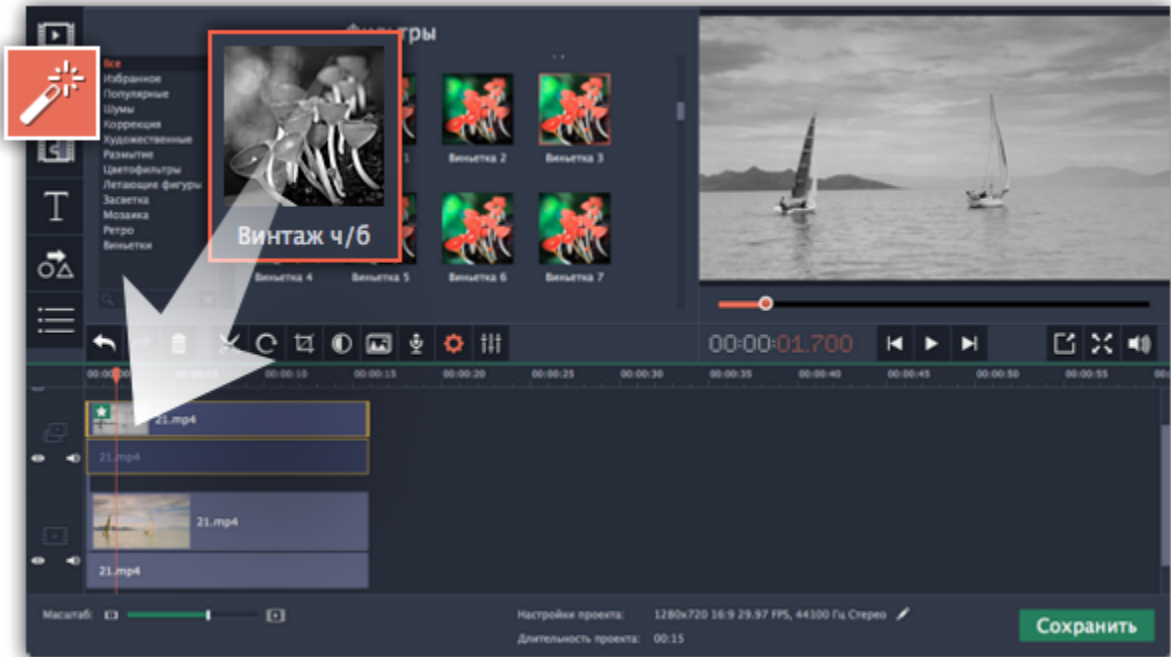 Фильтры
Все
Избранное
Популярные
Шумы
Коррекция
Художественные
Размытие
Цветофильтры
Летающие фигуры
Засветка
Мозаика
Ретро
Виньетки
Винтаж ч/б
1
Виньетка 2
Виньетка 3
Виньетка 4
Виньетка 5
Виньетка 6
Виньетка 7
T
00:00:01.700
00:00:10
00:00:15
00:00:20
00:00:25
00:00:30
00:00:35
00:00:40
00:00:45
00:00:50
00:00:55
21.mp4
21.mp4
21.mp4
21.mp4
Масштаб:
Настройки проекта: 1280x720 16:9 29.97 FPS, 44100 Гц Стерео
Длительность проекта: 00:15
Сохранить